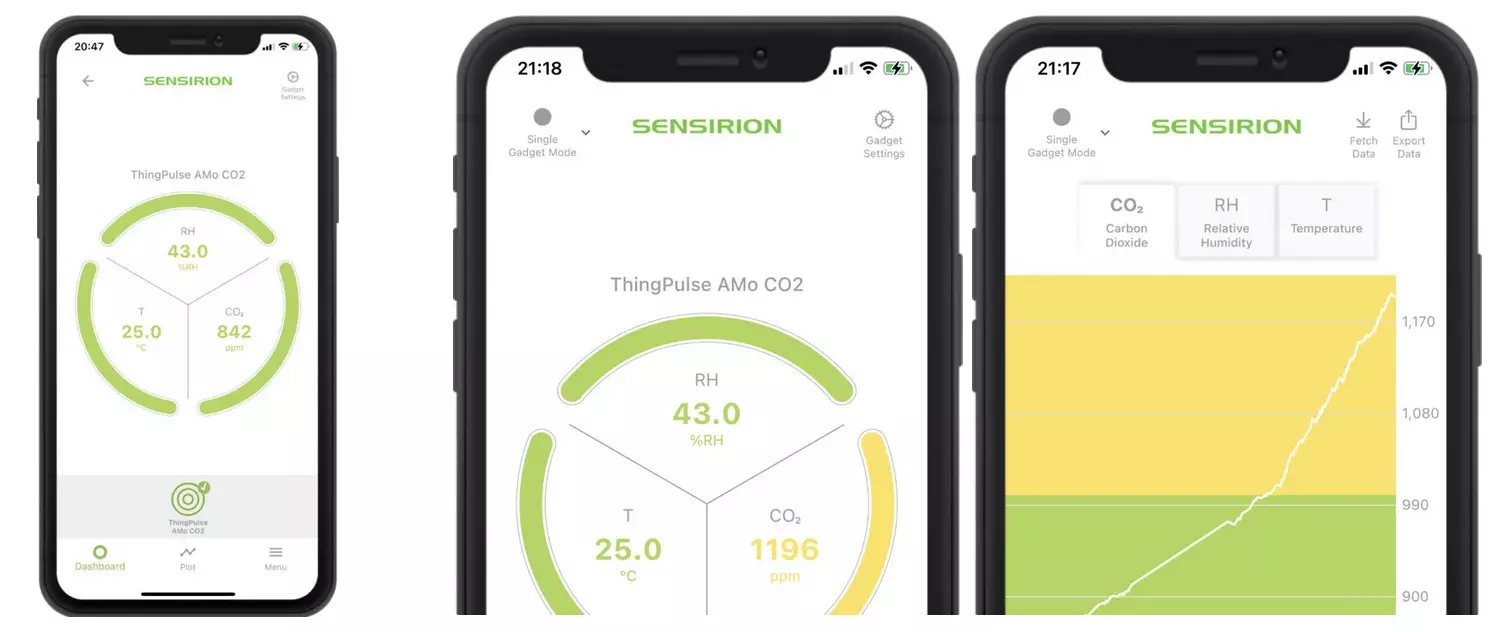 20:47
SENSIRION
Gadget
Settings
ThingPulse AMo CO2
RH
43.0
%RH
T
25.0
°C
CO₂
842
ppm
ThingPulse
AMo CO2
Dashboard
Plot
Menu
21:18
Single
Gadget Mode
SENSIRION
Gadget
Settings
ThingPulse AMo CO2
RH
43.0
%RH
T
25.0
°C
CO₂
1196
ppm
21:17
Single
Gadget Mode
SENSIRION
Fetch
Data
Export
Data
CO₂
Carbon
Dioxide
RH
Relative
Humidity
T
Temperature
1,170
1,080
990
900